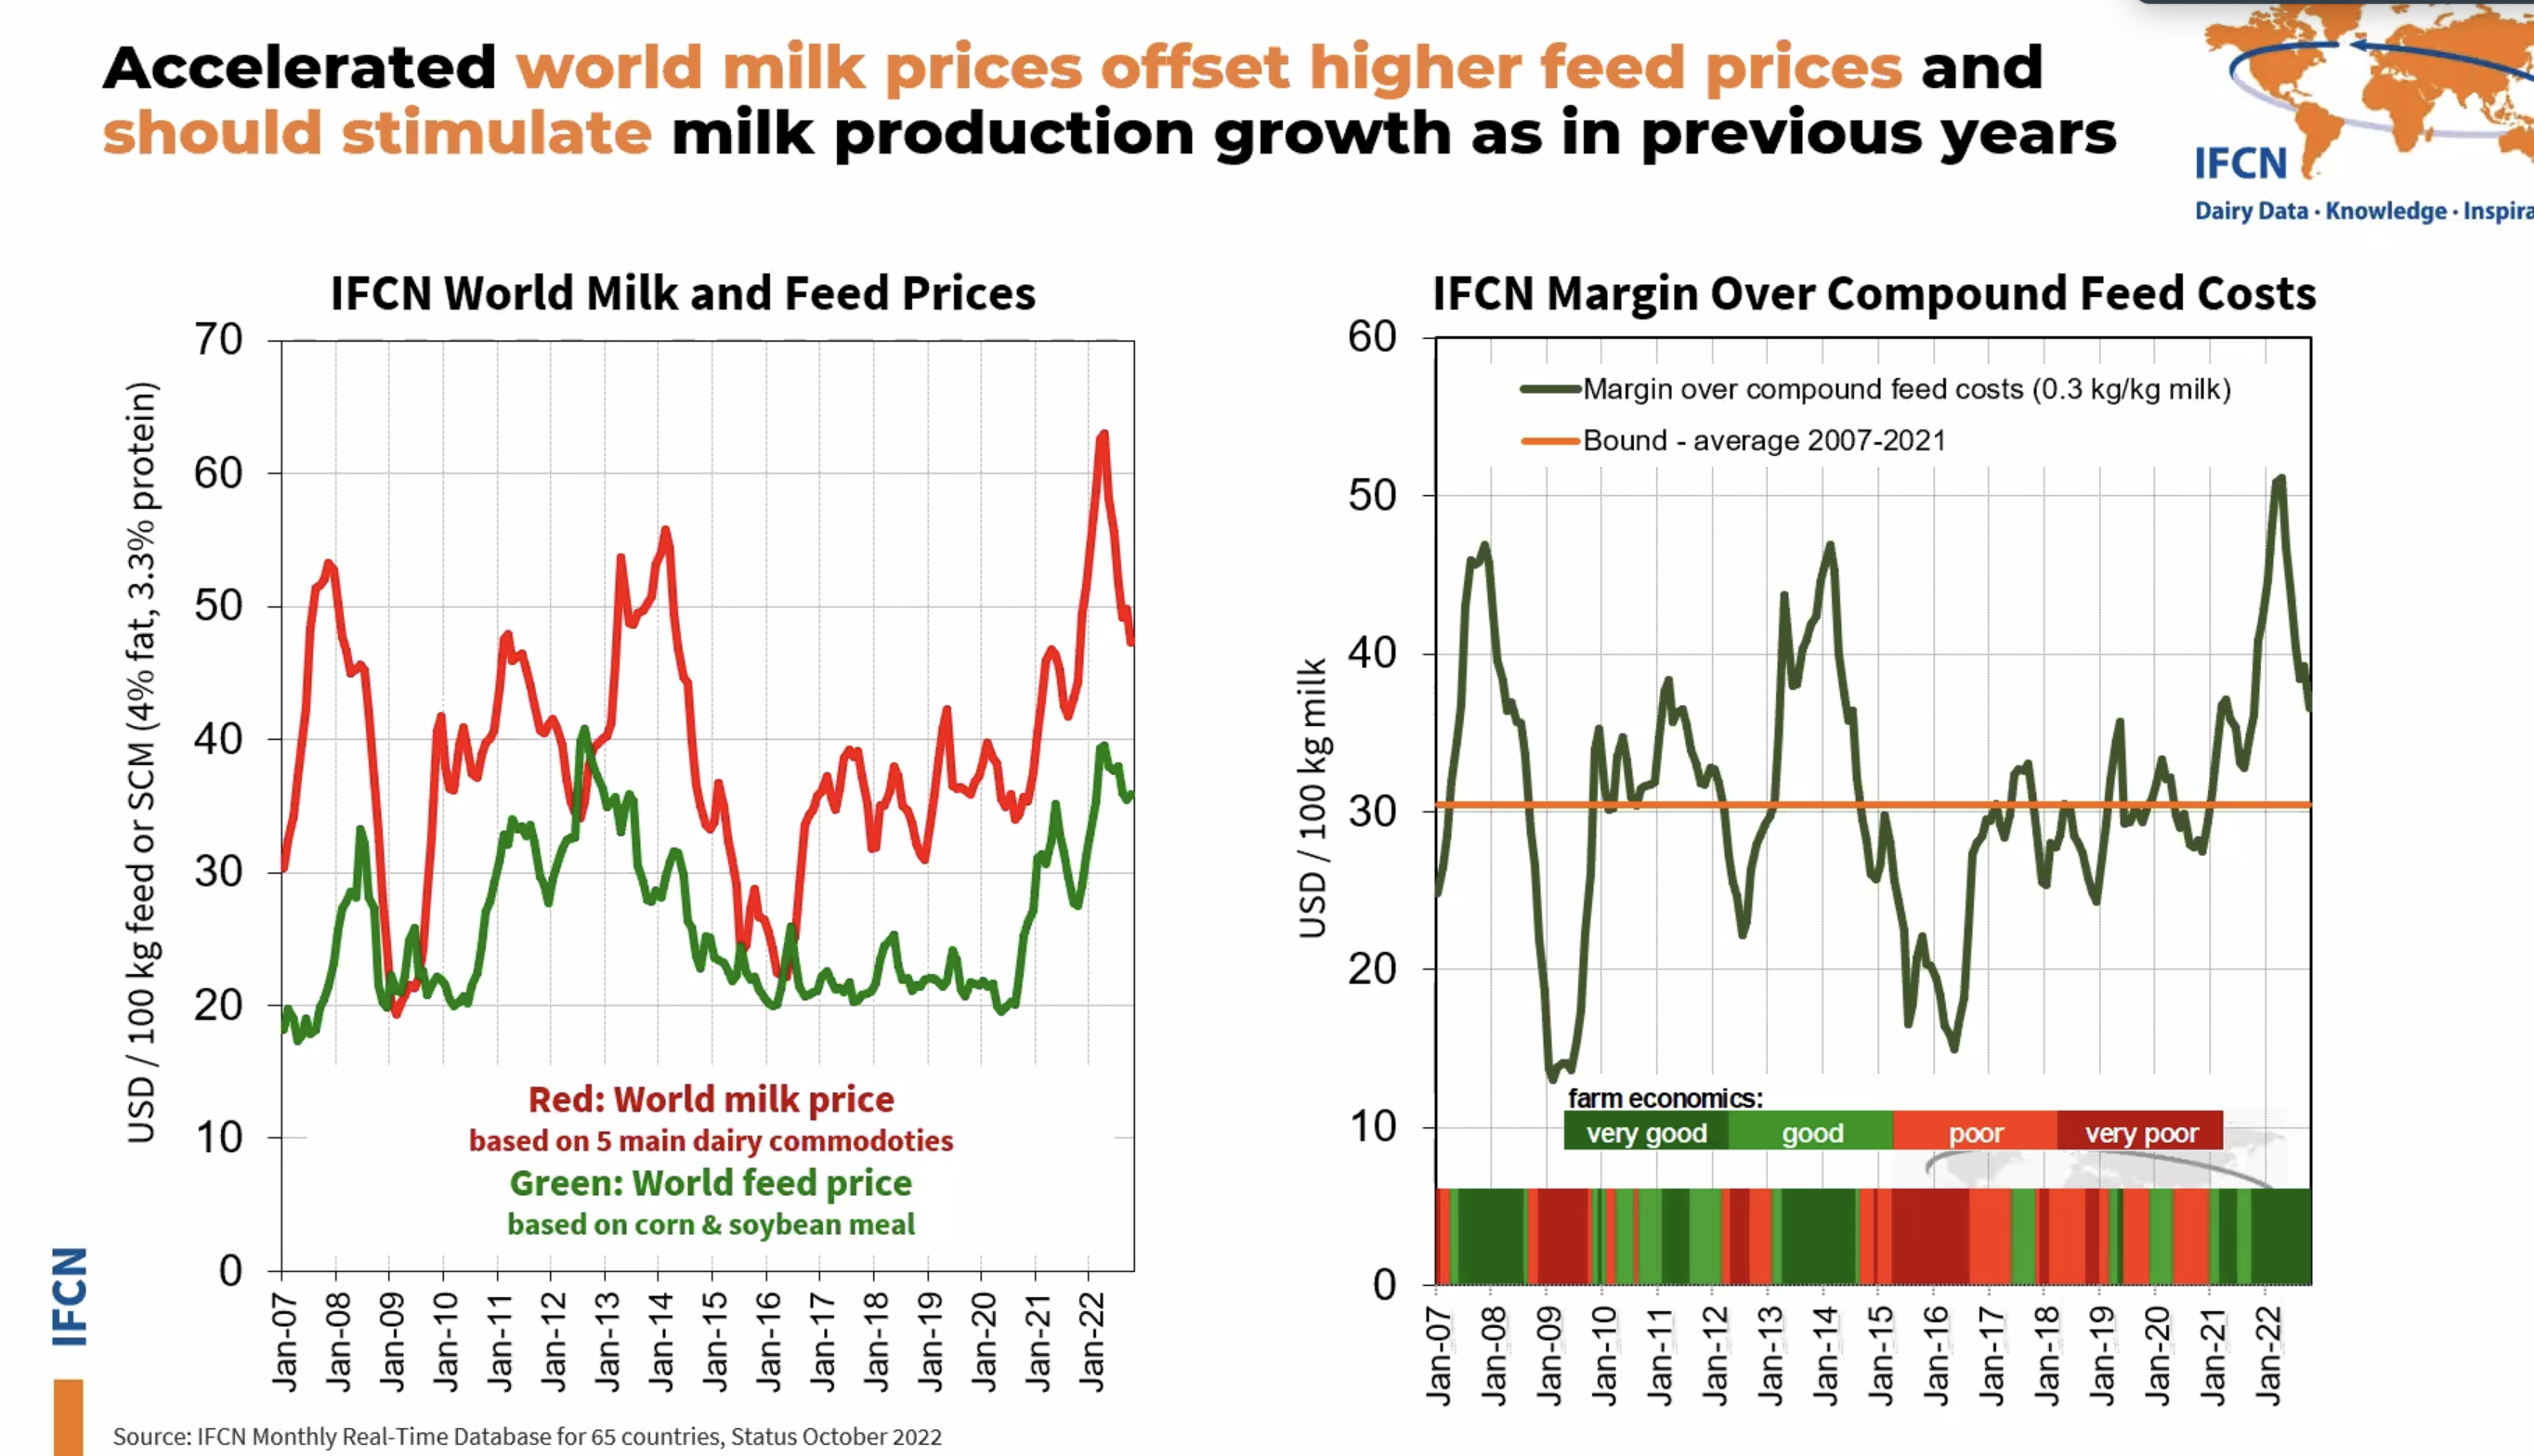 Accelerated world milk prices offset higher feed prices and
should stimulate milk production growth as in previous years
IFCN
Dairy Data · Knowledge ·
IFCN World Milk and Feed Prices
USD / 100 kg feed or SCM (4% fat, 3.3% protein)
70
60
50
40
30
20
10
0
Red: World milk price
based on 5 main dairy commodoties
Green: World feed price
based on corn & soybean meal
Jan-07
Jan-08
Jan-09
Jan-10
Jan-11
Jan-12
Jan-13
Jan-14
Jan-15
Jan-16
Jan-17
Jan-18
Jan-19
Jan-20
Jan-21
Jan-22
IFCN Margin Over Compound Feed Costs
USD / 100 kg milk
60
50
40
30
20
10
0
Margin over compound feed costs (0.3 kg/kg milk)
Bound - average 2007-2021
farm economics:
very good good poor very poor
Jan-07
Jan-08
Jan-09
Jan-10
Jan-11
Jan-12
Jan-13
Jan-14
Jan-15
Jan-16
Jan-17
Jan-18
Jan-19
Jan-20
Jan-21
Jan-22
IFCN
Source: IFCN Monthly Real-Time Database for 65 countries, Status October 2022